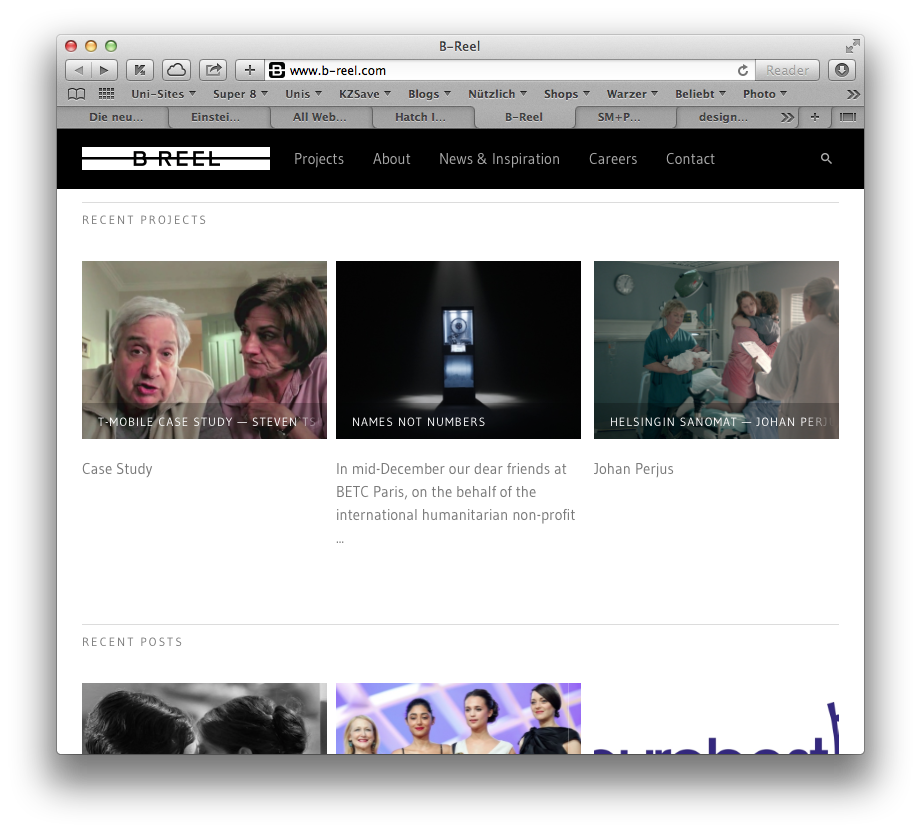 B-Reel
www.b-reel.com
Reader
Uni-Sites Super 8 Unis KZSave Blogs Nützlich Shops Warzer Beliebt Photo
Die neu... Einstei... All Web... Hatch I... B-Reel SM+P... design...
B REEL Projects About News & Inspiration Careers Contact
RECENT PROJECTS
T-MOBILE CASE STUDY — STEVEN TS
NAMES NOT NUMBERS
HELSINGIN SANOMAT — JOHAN PERJ
Case Study
In mid-December our dear friends at
BETC Paris, on the behalf of the
international humanitarian non-profit
...
Johan Perjus
RECENT POSTS